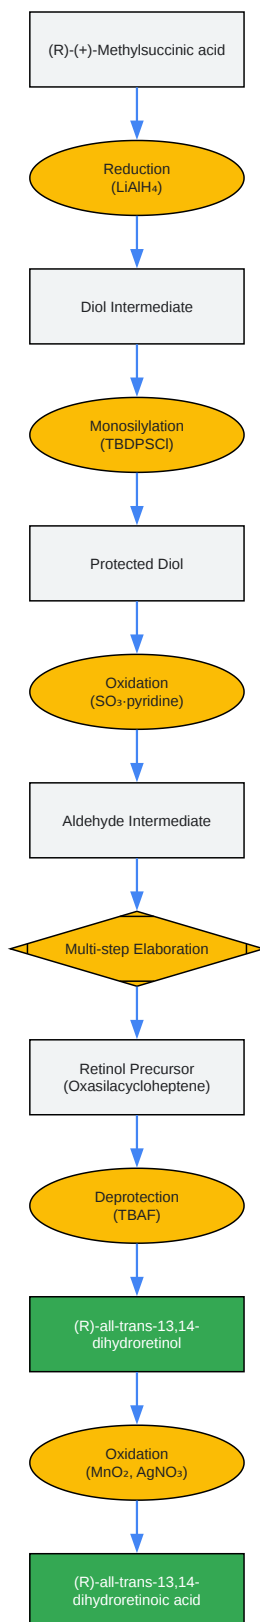 (R)-(+)-Methylsuccinic acid
Reduction
(LiAlH₄)
Diol Intermediate
Monosilylation
(TBDPSCl)
Protected Diol
Oxidation
(SO₃·pyridine)
Aldehyde Intermediate
Multi-step Elaboration
Retinol Precursor
(Oxasilacycloheptene)
Deprotection
(TBAF)
(R)-all-trans-13,14-
dihydroretinol
Oxidation
(MnO₂, AgNO₃)
(R)-all-trans-13,14-
dihydroretinoic acid